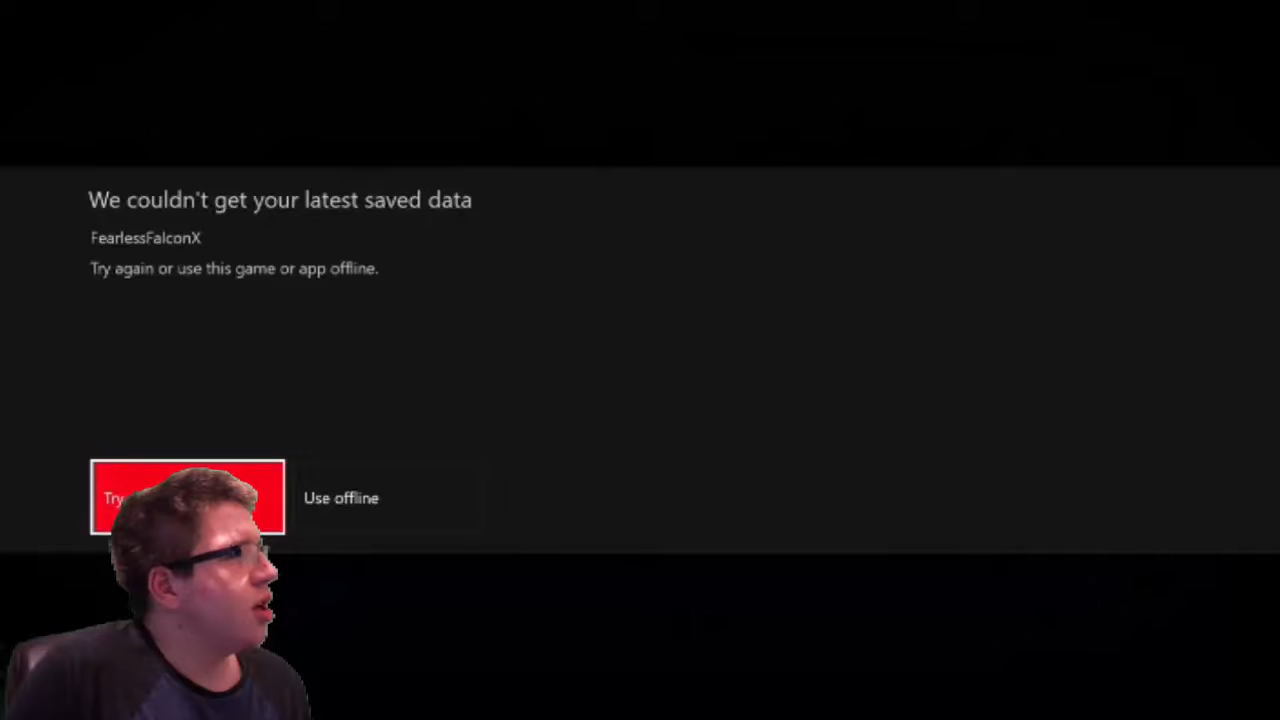 We couldn't get your latest saved data
FearlessFalconX
Try again or use this game or app offline.
Try
Use offline